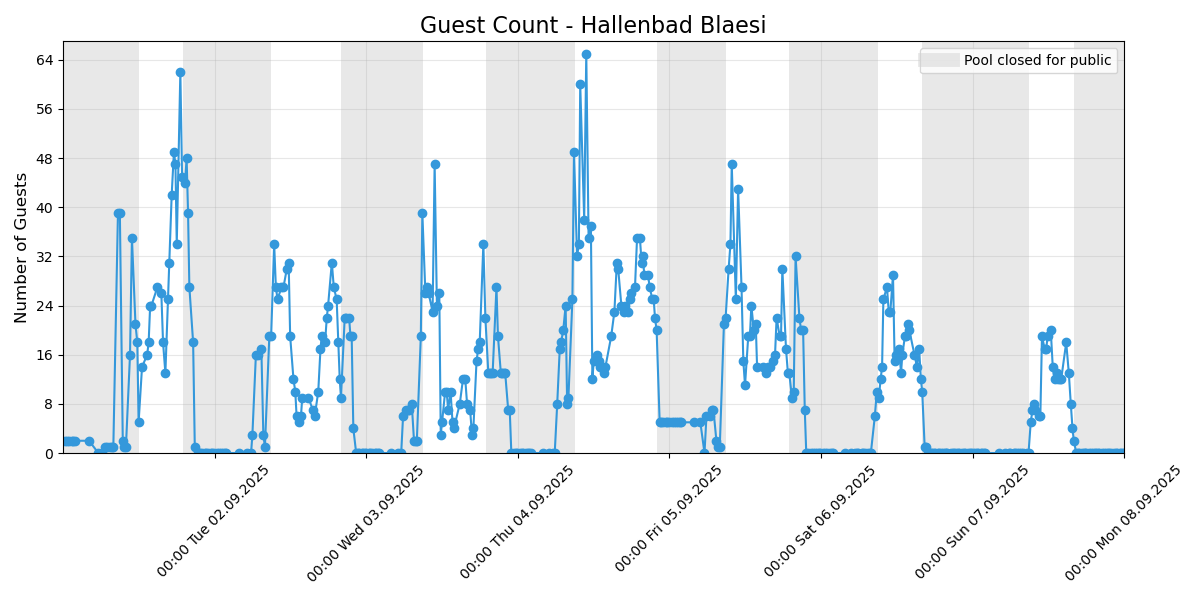 Guest Count - Hallenbad Blaesi
Pool closed for public
Number of Guests
64
56
48
40
32
24
16
8
0
00:00 Tue 02.09.2025
00:00 Wed 03.09.2025
00:00 Thu 04.09.2025
00:00 Fri 05.09.2025
00:00 Sat 06.09.2025
00:00 Sun 07.09.2025
00:00 Mon 08.09.2025